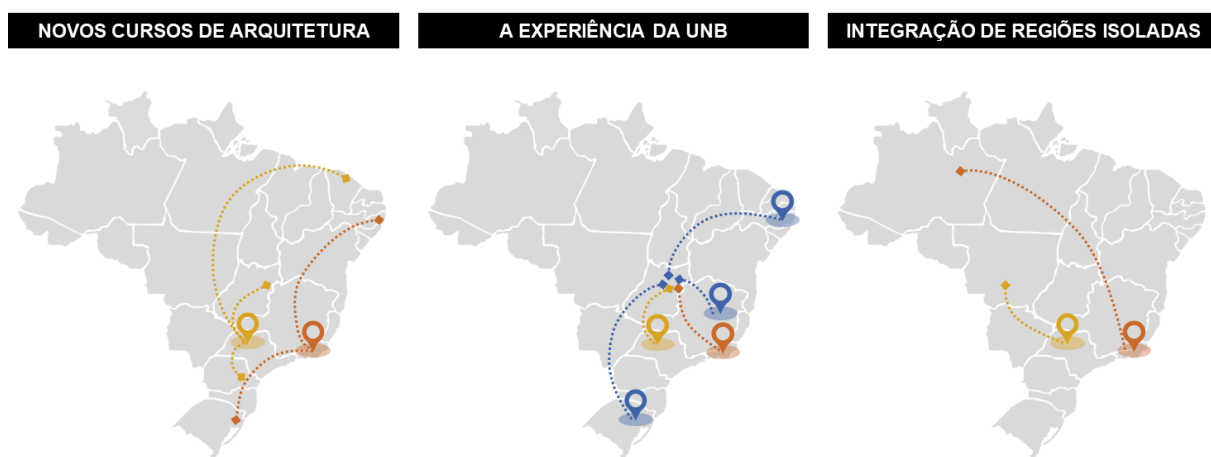 NOVOS CURSOS DE ARQUITETURA
A EXPERIÊNCIA DA UNB
INTEGRAÇÃO DE REGIÕES ISOLADAS